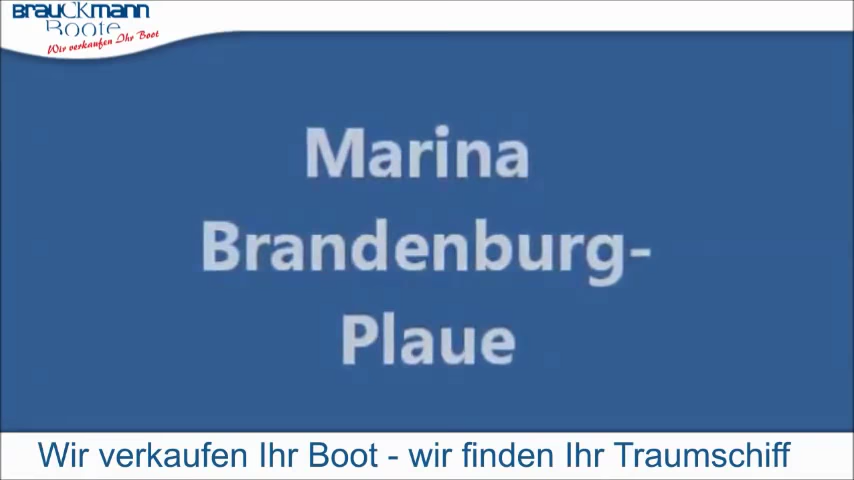 BrauCKmann
Boote
Wir verkaufen Ihr Boot
Marina
Brandenburg-
Plaue
Wir verkaufen Ihr Boot - wir finden Ihr Traumschiff